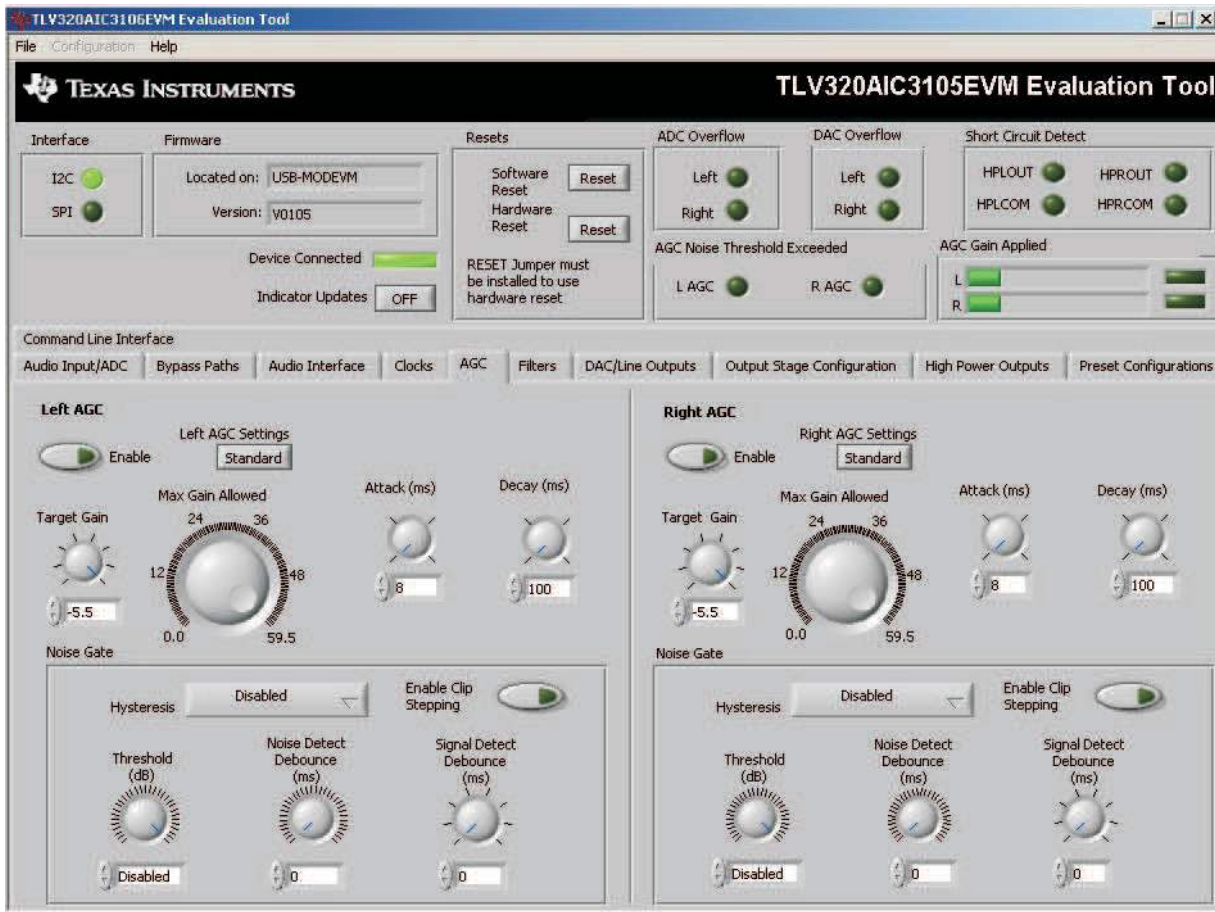 TLV320AIC3106EVM Evaluation Tool
File Configuration Help
TEXAS INSTRUMENTS
TLV320AIC3105EVM Evaluation Tool
Interface
I2C
SPI
Firmware
Located on: USB-MODEVM
Version: V0105
Device Connected
Indicator Updates OFF
Resets
Software Reset Reset
Hardware Reset Reset
RESET Jumper must
be installed to use
hardware reset
ADC Overflow
Left
Right
DAC Overflow
Left
Right
Short Circuit Detect
HPLOUT HPROUT
HPLCOM HPRCOM
AGC Noise Threshold Exceeded
L AGC R AGC
AGC Gain Applied
L
R
Command Line Interface
Audio Input/ADC Bypass Paths Audio Interface Clocks AGC Filters DAC/Line Outputs Output Stage Configuration High Power Outputs Preset Configurations
Left AGC
Enable
Left AGC Settings
Standard
Target Gain
-5.5
Max Gain Allowed
24 36
12 48
0.0 59.5
Attack (ms)
8
Decay (ms)
100
Noise Gate
Hysteresis Disabled
Enable Clip
Stepping
Threshold
(dB)
Disabled
Noise Detect
Debounce
(ms)
0
Signal Detect
Debounce
(ms)
0
Right AGC
Enable
Right AGC Settings
Standard
Target Gain
-5.5
Max Gain Allowed
24 36
12 48
0.0 59.5
Attack (ms)
8
Decay (ms)
100
Noise Gate
Hysteresis Disabled
Enable Clip
Stepping
Threshold
(dB)
Disabled
Noise Detect
Debounce
(ms)
0
Signal Detect
Debounce
(ms)
0